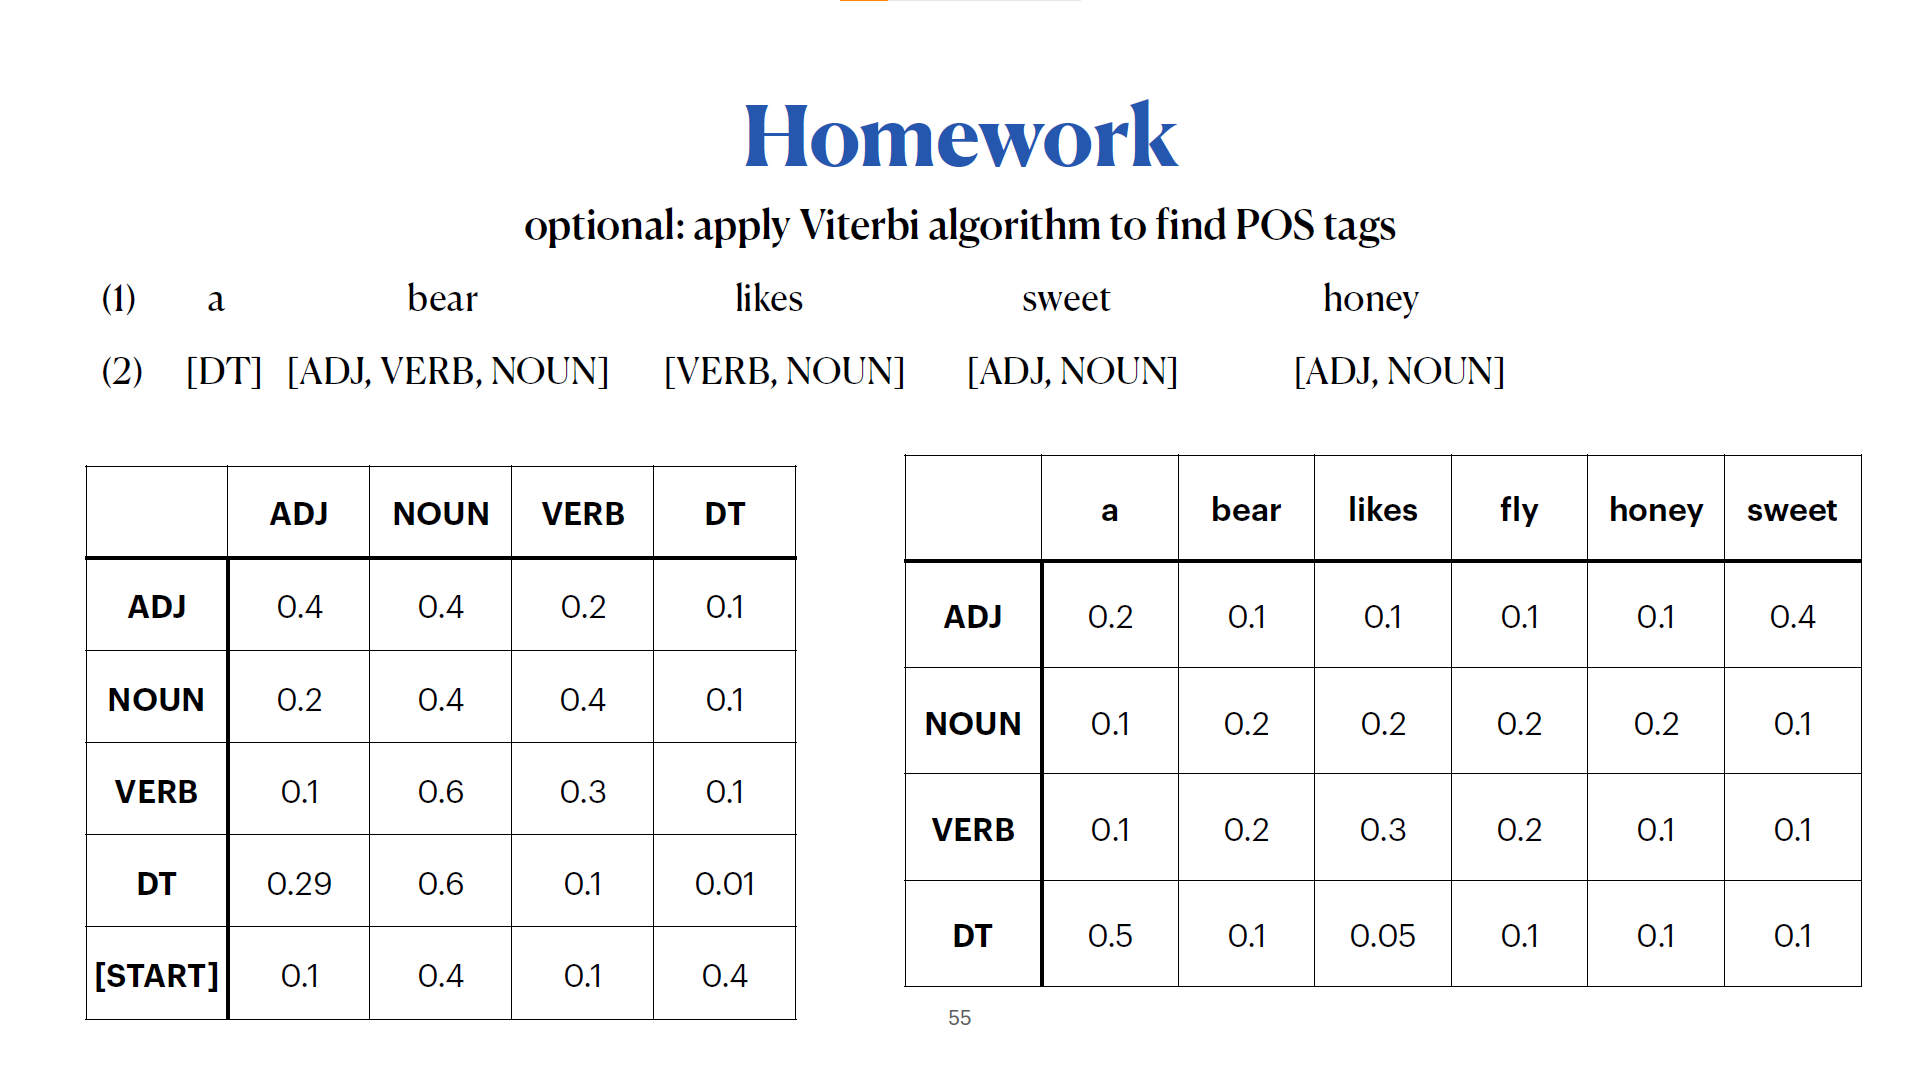 Homework
optional: apply Viterbi algorithm to find POS tags
(1) a bear likes sweet honey
(2) [DT] [ADJ, VERB, NOUN] [VERB, NOUN] [ADJ, NOUN] [ADJ, NOUN]
ADJ NOUN VERB DT
ADJ 0.4 0.4 0.2 0.1
NOUN 0.2 0.4 0.4 0.1
VERB 0.1 0.6 0.3 0.1
DT 0.29 0.6 0.1 0.01
[START] 0.1 0.4 0.1 0.4
a bear likes fly honey sweet
ADJ 0.2 0.1 0.1 0.1 0.1 0.4
NOUN 0.1 0.2 0.2 0.2 0.2 0.1
VERB 0.1 0.2 0.3 0.2 0.1 0.1
DT 0.5 0.1 0.05 0.1 0.1 0.1
55